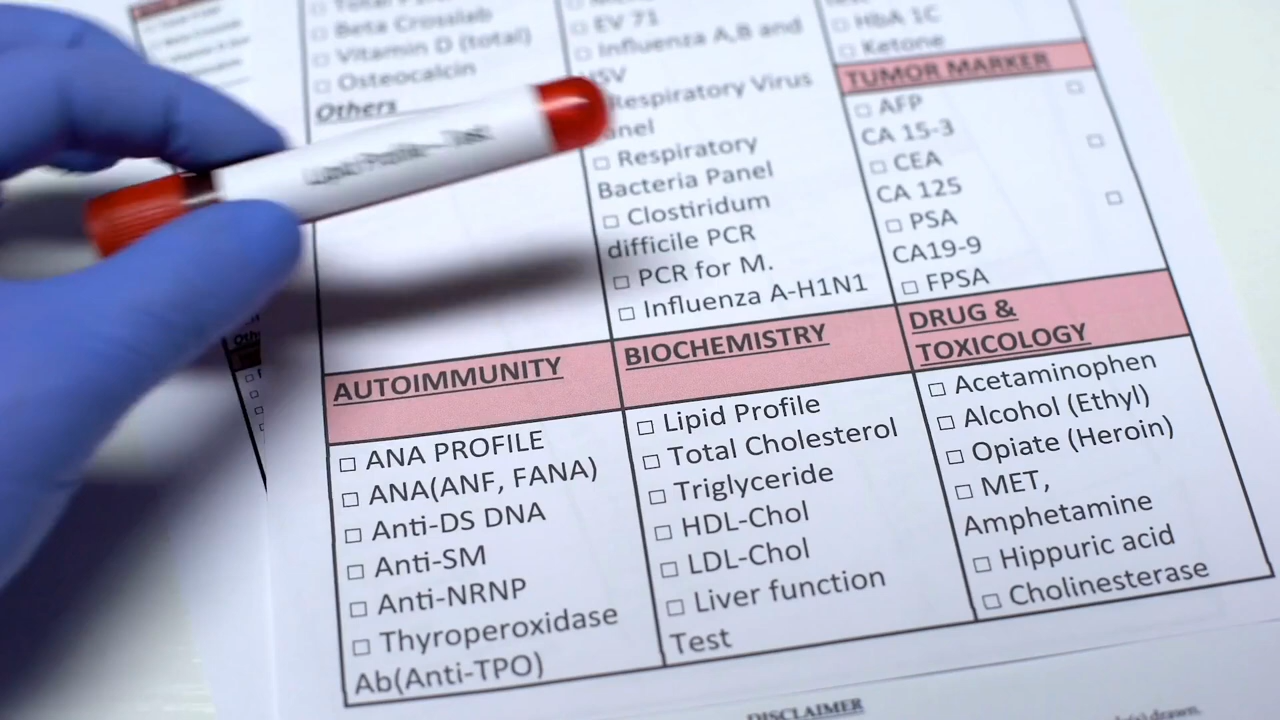 Beta Crosslab
Vitamin D (total)
Osteocalcin
Others
EV 71
Influenza A,B and
Respiratory Virus
Respiratory
Bacteria Panel
Clostiridum
difficile PCR
PCR for M.
Influenza A-H1N1
HbA 1C
Ketone
TUMOR MARKER
AFP
CA 15-3
CEA
CA 125
PSA
CA19-9
FPSA
AUTOIMMUNITY
ANA PROFILE
ANA(ANF, FANA)
Anti-DS DNA
Anti-SM
Anti-NRNP
Thyroperoxidase
Ab(Anti-TPO)
BIOCHEMISTRY
Lipid Profile
Total Cholesterol
Triglyceride
HDL-Chol
LDL-Chol
Liver function
Test
DRUG &
TOXICOLOGY
Acetaminophen
Alcohol (Ethyl)
Opiate (Heroin)
MET,
Amphetamine
Hippuric acid
Cholinesterase
DISCLAIMER
drawn.